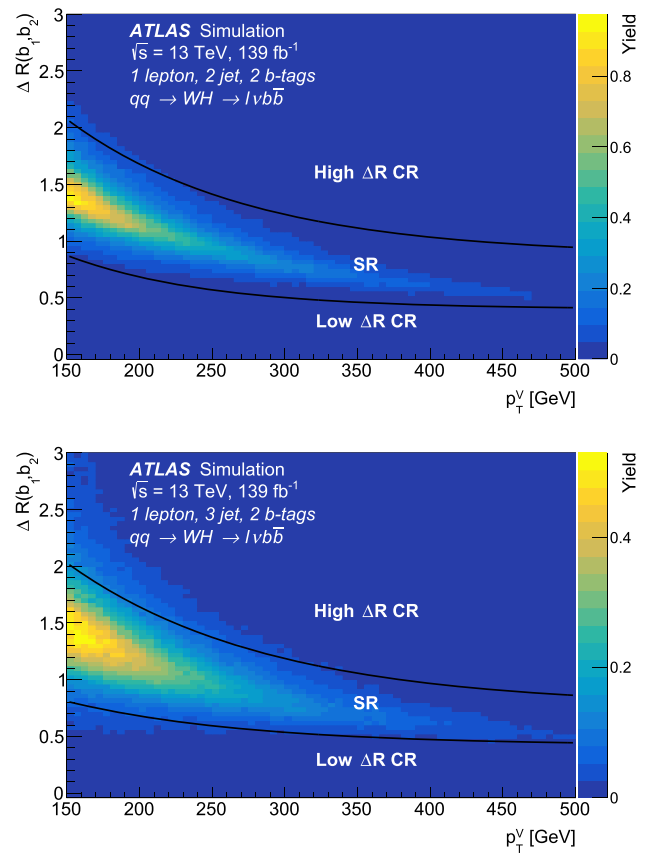 ATLAS Simulation
√s = 13 TeV, 139 fb⁻¹
1 lepton, 2 jet, 2 b-tags
qq → WH → lνbb̅
High ΔR CR
SR
Low ΔR CR
Δ R(b₁,b₂)
3
2.5
2
1.5
1
0.5
0
150 200 250 300 350 400 450 500
p_T^V [GeV]
Yield
0.8
0.6
0.4
0.2
0
ATLAS Simulation
√s = 13 TeV, 139 fb⁻¹
1 lepton, 3 jet, 2 b-tags
qq → WH → lνbb̅
High ΔR CR
SR
Low ΔR CR
Δ R(b₁,b₂)
3
2.5
2
1.5
1
0.5
0
150 200 250 300 350 400 450 500
p_T^V [GeV]
Yield
0.4
0.2
0